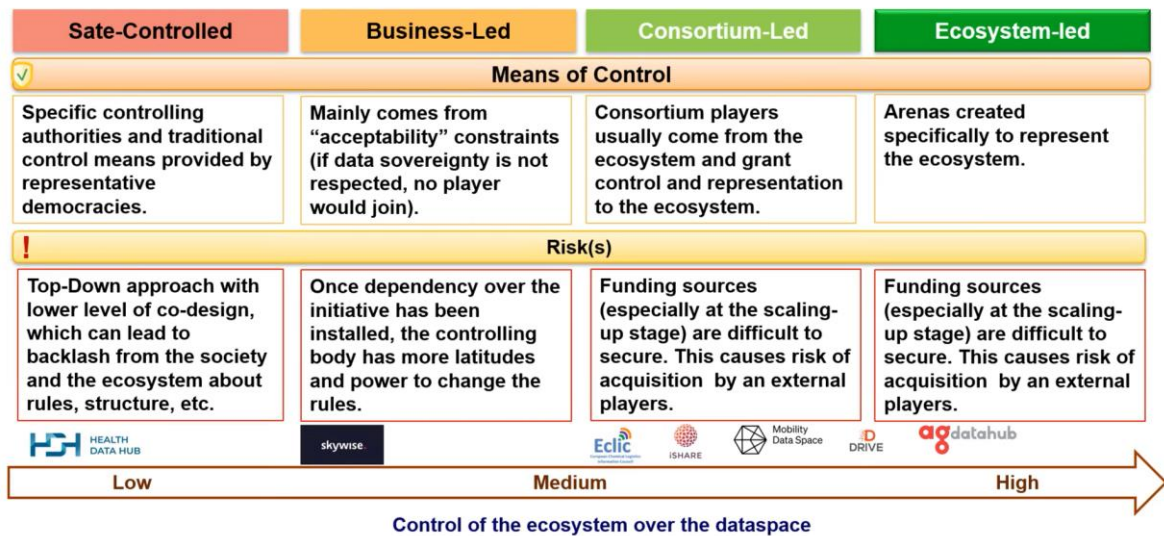 Sate-Controlled
Business-Led
Consortium-Led
Ecosystem-led
Means of Control
Specific controlling
authorities and traditional
control means provided by
representative
democracies.
Mainly comes from
“acceptability” constraints
(if data sovereignty is not
respected, no player
would join).
Consortium players
usually come from the
ecosystem and grant
control and representation
to the ecosystem.
Arenas created
specifically to represent
the ecosystem.
!
Risk(s)
Top-Down approach with
lower level of co-design,
which can lead to
backlash from the society
and the ecosystem about
rules, structure, etc.
Once dependency over the
initiative has been
installed, the controlling
body has more latitudes
and power to change the
rules.
Funding sources
(especially at the scaling-
up stage) are difficult to
secure. This causes risk of
acquisition by an external
players.
Funding sources
(especially at the scaling-
up stage) are difficult to
secure. This causes risk of
acquisition by an external
players.
HEALTH
DATA HUB
skywise.
Eclic
European Chemical Logistics
Information Council
iSHARE
Mobility
Data Space
DRIVE
agdatahub
Low
Medium
High
Control of the ecosystem over the dataspace